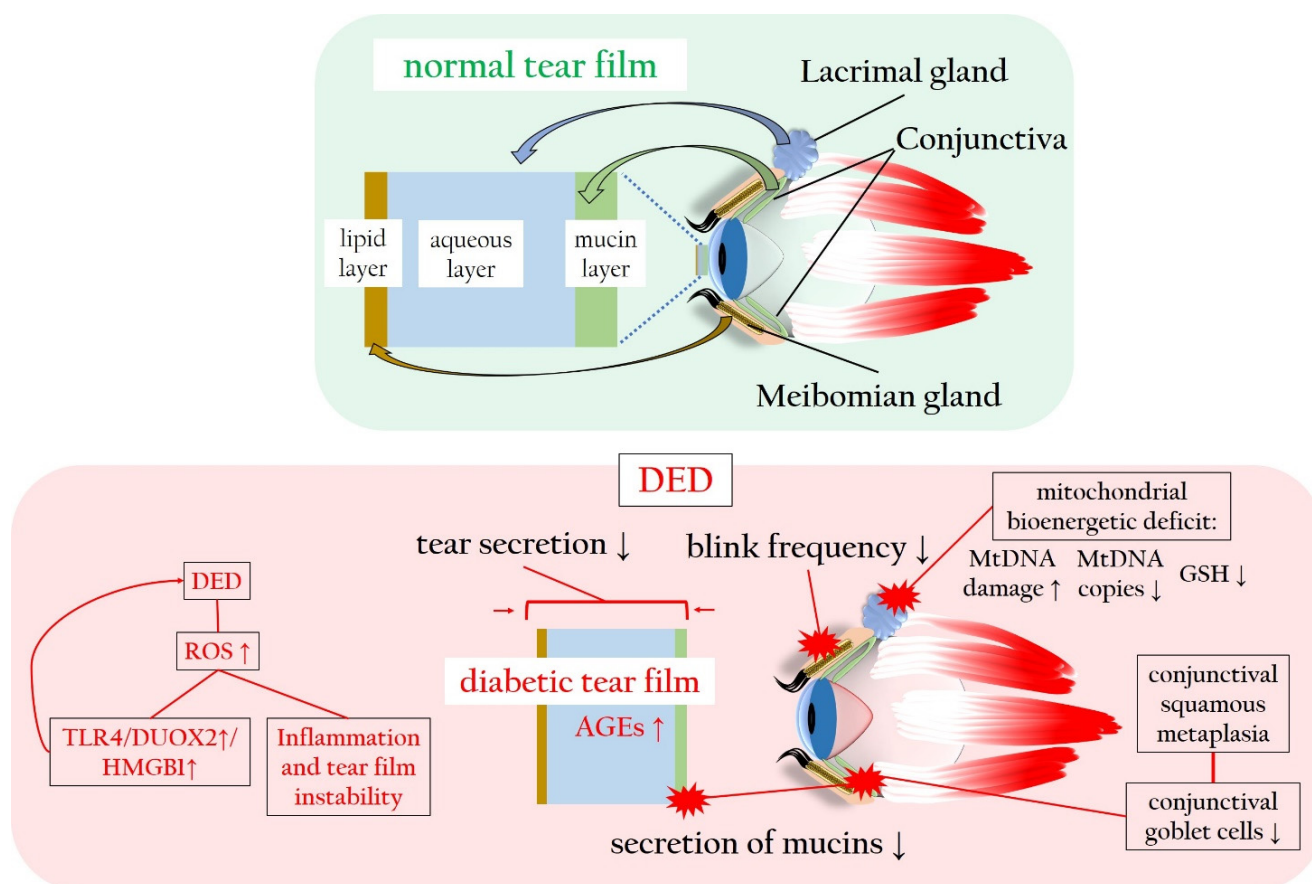 normal tear film
Lacrimal gland
Conjunctiva
lipid
layer
aqueous
layer
mucin
layer
Meibomian gland
DED
tear secretion ↓
blink frequency ↓
mitochondrial
bioenergetic deficit:
MtDNA
damage ↑
MtDNA
copies ↓
GSH ↓
DED
ROS ↑
TLR4/DUOX2↑/
HMGB1↑
Inflammation
and tear film
instability
diabetic tear film
AGEs ↑
conjunctival
squamous
metaplasia
conjunctival
goblet cells ↓
secretion of mucins ↓